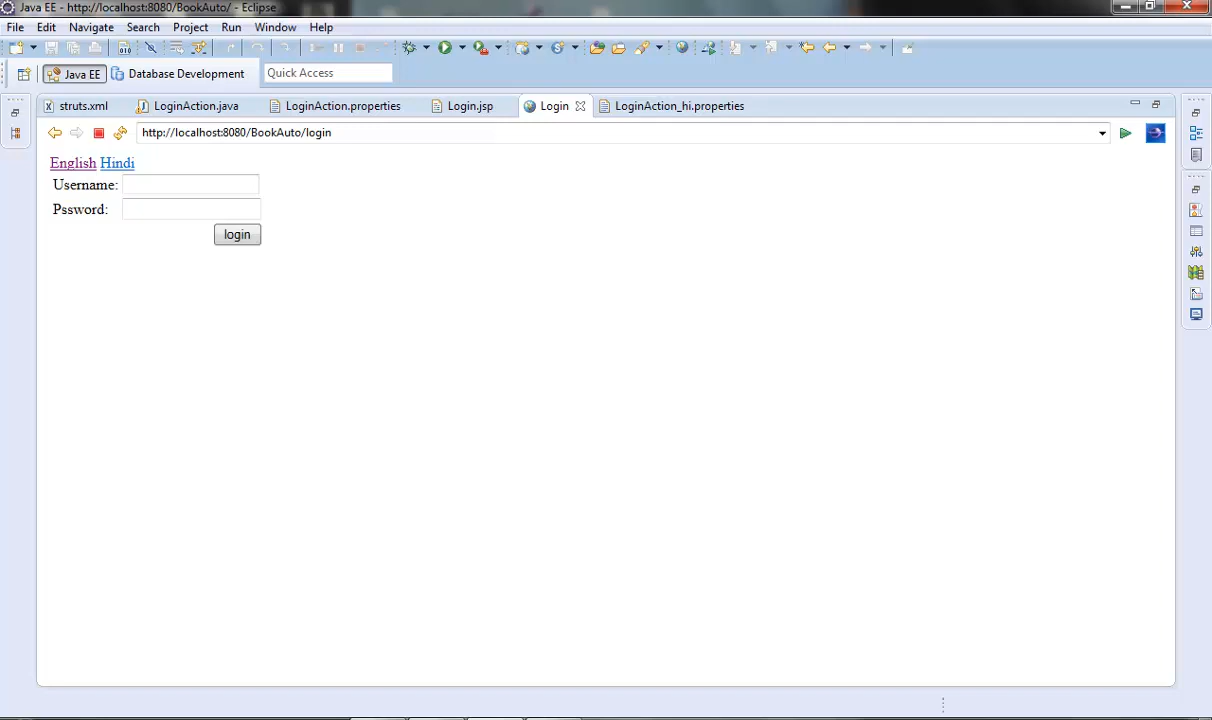 Java EE - http://localhost:8080/BookAuto/ - Eclipse
File Edit Navigate Search Project Run Window Help
Java EE Database Development Quick Access
struts.xml LoginAction.java LoginAction.properties Login.jsp Login LoginAction_hi.properties
http://localhost:8080/BookAuto/login
English Hindi
Username:
Pssword:
login